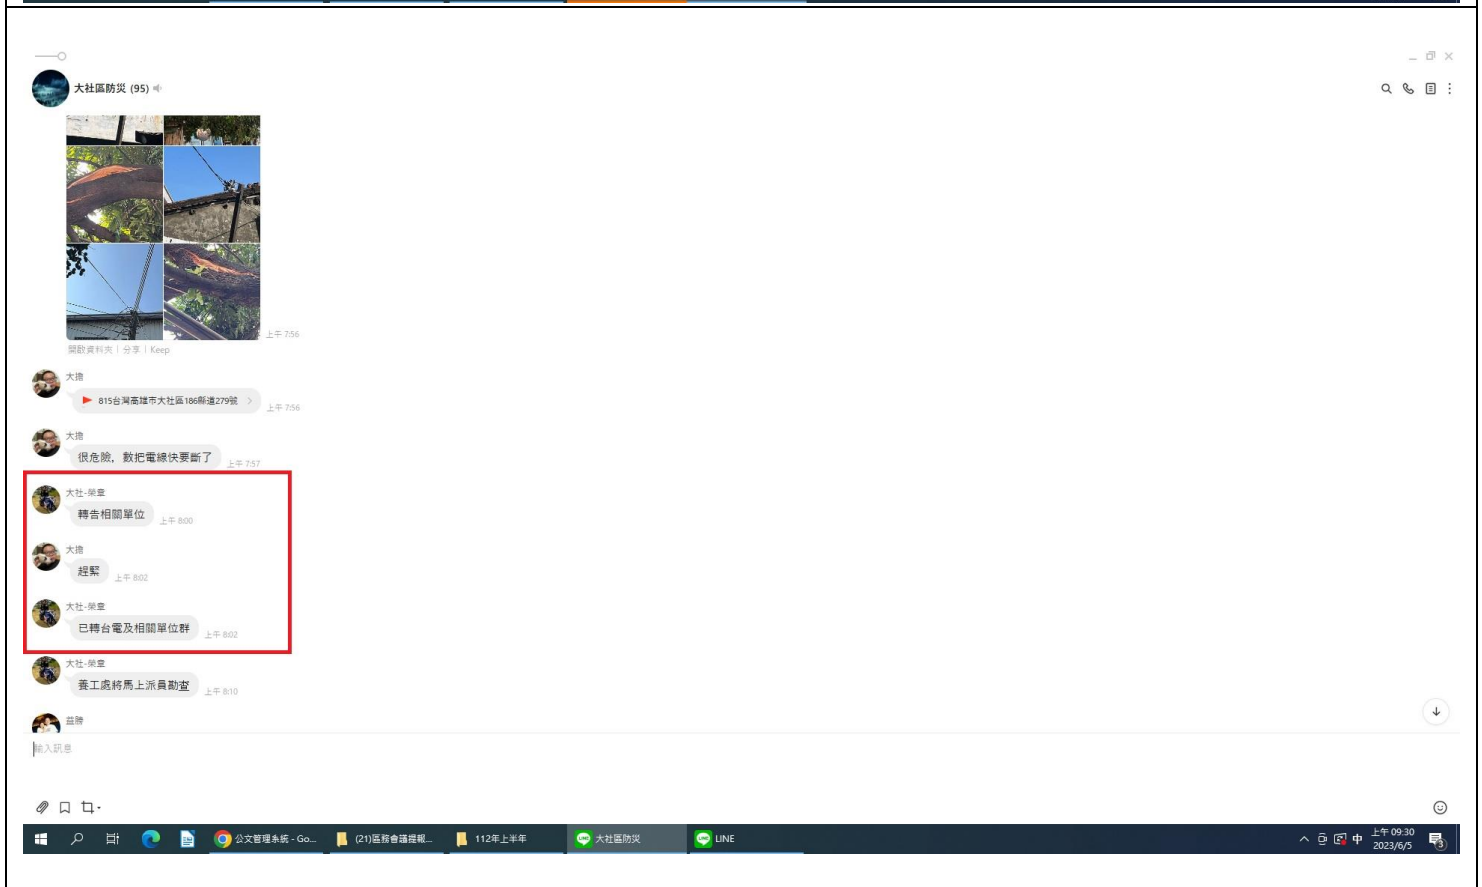 大社區防災 (95)
上午 7:56
開啟資料夾 | 分享 | Keep
大擔
815台灣高雄市大社區186縣道279號
上午 7:56
大擔
很危險，數把電線快要斷了
上午 7:57
大社-榮章
轉告相關單位
上午 8:00
大擔
趕緊
上午 8:02
大社-榮章
已轉台電及相關單位群
上午 8:02
大社-榮章
養工處將馬上派員勘查
上午 8:10
益勝
輸入訊息
公文管理系統 - Go...
(21)區務會議提報...
112年上半年
大社區防災
LINE
中
上午 09:30
2023/6/5
3